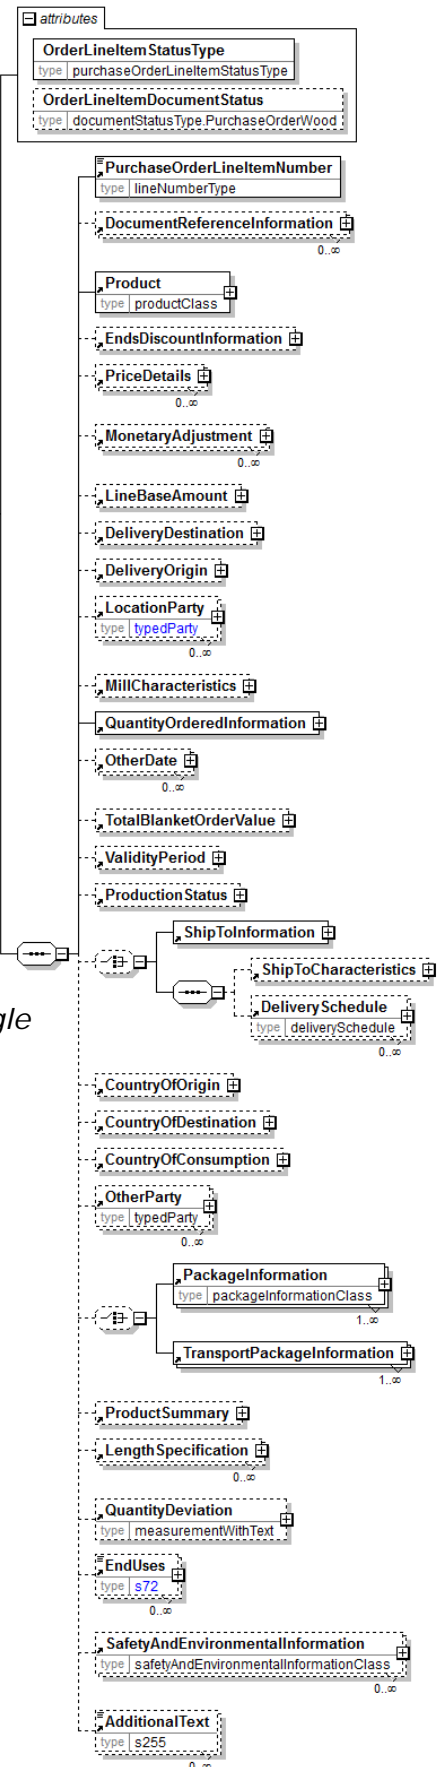 attributes
OrderLineItemStatusType
type purchaseOrderLineItemStatusType
OrderLineItemDocumentStatus
type documentStatusType.PurchaseOrderWood
PurchaseOrderLineItemNumber
type lineNumberType
DocumentReferenceInformation
0..∞
Product
type productClass
EndsDiscountInformation
PriceDetails
0..∞
MonetaryAdjustment
0..∞
LineBaseAmount
DeliveryDestination
DeliveryOrigin
LocationParty
type typedParty
0..∞
MillCharacteristics
QuantityOrderedInformation
OtherDate
0..∞
TotalBlanketOrderValue
ValidityPeriod
ProductionStatus
ShipToInformation
ShipToCharacteristics
DeliverySchedule
type deliverySchedule
0..∞
gle
CountryOfOrigin
CountryOfDestination
CountryOfConsumption
OtherParty
type typedParty
0..∞
PackageInformation
type packageInformationClass
1..∞
TransportPackageInformation
1..∞
ProductSummary
LengthSpecification
0..∞
QuantityDeviation
type measurementWithText
EndUses
type s72
0..∞
SafetyAndEnvironmentalInformation
type safetyAndEnvironmentalInformationClass
0..∞
AdditionalText
type s255
0..∞